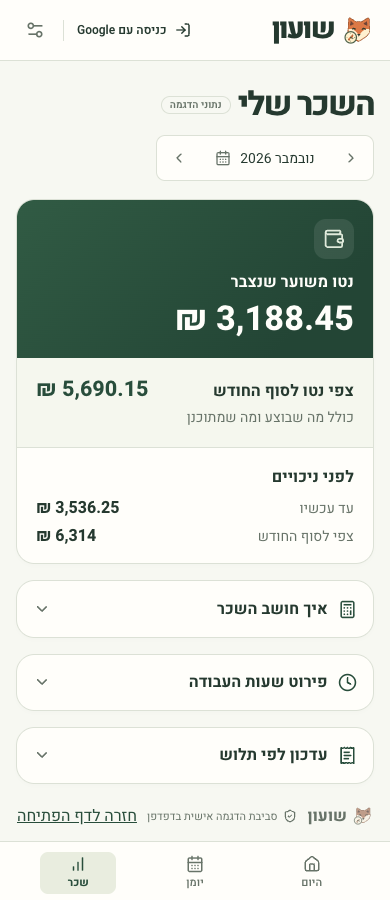 שועון
כניסה עם Google
השכר שלי
נתוני הדגמה
נובמבר 2026
נטו משוער שנצבר
3,188.45 ₪
צפי נטו לסוף החודש
5,690.15 ₪
כולל מה שבוצע ומה שמתוכנן
לפני ניכויים
עד עכשיו
3,536.25 ₪
צפי לסוף החודש
6,314 ₪
איך חושב השכר
פירוט שעות העבודה
עדכון לפי תלוש
שועון
סביבת הדגמה אישית בדפדפן
חזרה לדף הפתיחה
היום
יומן
שכר